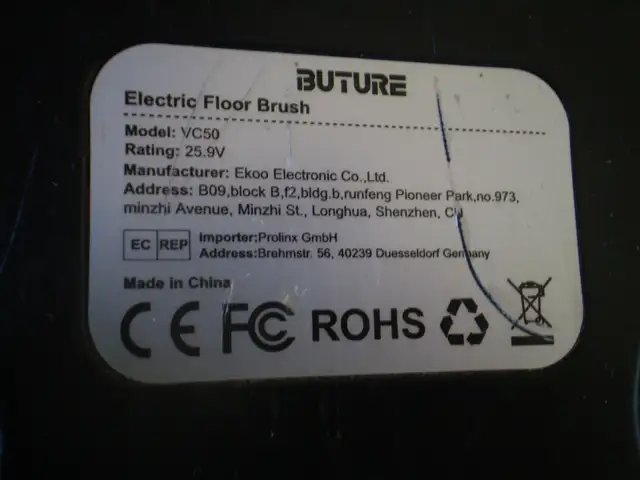 BUTURE
Electric Floor Brush
Model: VC50
Rating: 25.9V
Manufacturer: Ekoo Electronic Co.,Ltd.
Address: B09,block B,f2,bldg.b,runfeng Pioneer Park,no.973,
minzhi Avenue, Minzhi St., Longhua, Shenzhen,
EC REP
Importer:Prolinx GmbH
Address:Brehmstr. 56, 40239 Duesseldorf Germany
Made in China
CE FC ROHS